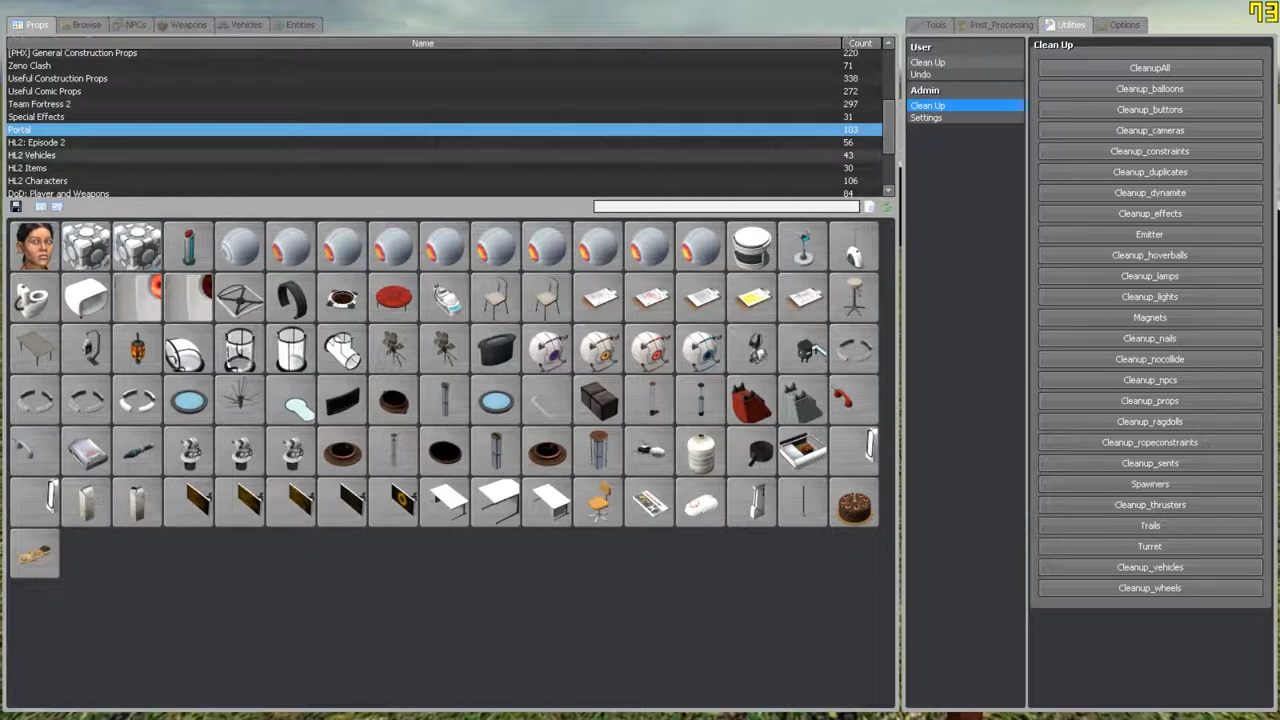 73
Props Browse NPCs Weapons Vehicles Entities
Tools Post_Processing Utilities Options
Name Count
[PHX] General Construction Props 220
Zeno Clash 71
Useful Construction Props 338
Useful Comic Props 272
Team Fortress 2 297
Special Effects 31
Portal 103
HL2: Episode 2 56
HL2 Vehicles 43
HL2 Items 30
HL2 Characters 106
DoD: Player and Weapons 84
User
Clean Up
Undo
Admin
Clean Up
Settings
Clean Up
CleanupAll
Cleanup_balloons
Cleanup_buttons
Cleanup_cameras
Cleanup_constraints
Cleanup_duplicates
Cleanup_dynamite
Cleanup_effects
Emitter
Cleanup_hoverballs
Cleanup_lamps
Cleanup_lights
Magnets
Cleanup_nails
Cleanup_nocollide
Cleanup_npcs
Cleanup_props
Cleanup_ragdolls
Cleanup_ropeconstraints
Cleanup_sents
Spawners
Cleanup_thrusters
Trails
Turret
Cleanup_vehicles
Cleanup_wheels